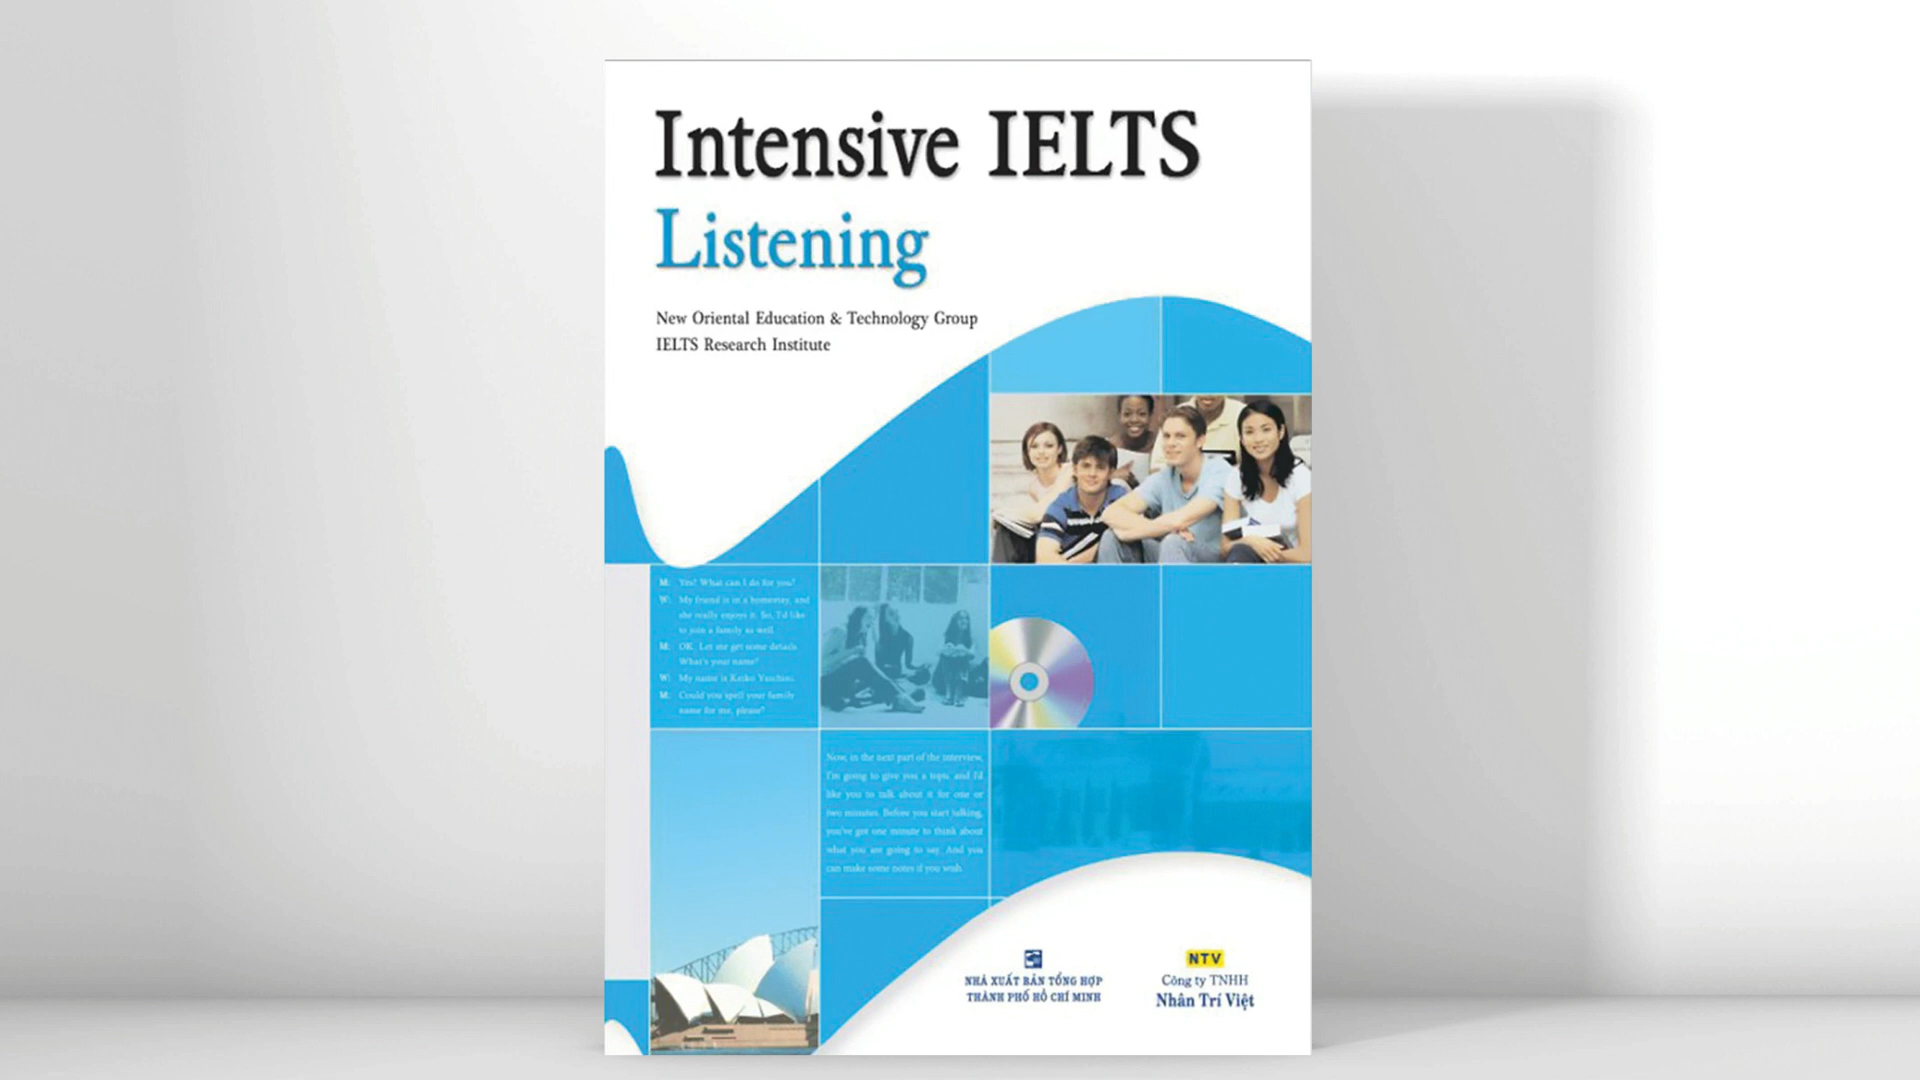 Intensive IELTS
Listening
New Oriental Education & Technology Group
IELTS Research Institute
M: Yes! What can I do for you?
W: My friend is in a homestay, and
she really enjoys it. So, I'd like
to join a family as well.
M: OK. Let me get some details.
What's your name?
W: My name is Keiko
M: Could you spell your family
name for me, please?
Now, in the next part of the interview,
I'm going to give you a topic and I'd
like you to talk about it for one or
two minutes. Before you start talking,
you've got one minute to think about
what you are going to say. And you
can make some notes if you wish.
NHÀ XUẤT BẢN TỔNG HỢP
THÀNH PHỐ HỒ CHÍ MINH
NTV
Công ty TNHH
Nhân Trí Việt